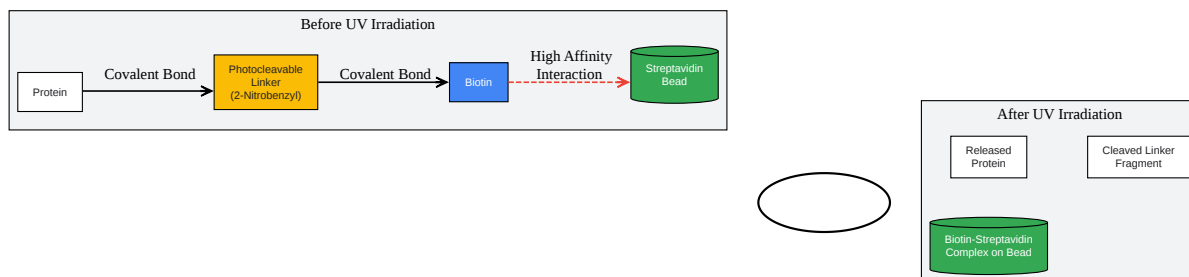 Before UV Irradiation
Protein
Covalent Bond
Photocleavable
Linker
(2-Nitrobenzyl)
Covalent Bond
Biotin
High Affinity
Interaction
Streptavidin
Bead
After UV Irradiation
Released
Protein
Cleaved Linker
Fragment
Biotin-Streptavidin
Complex on Bead